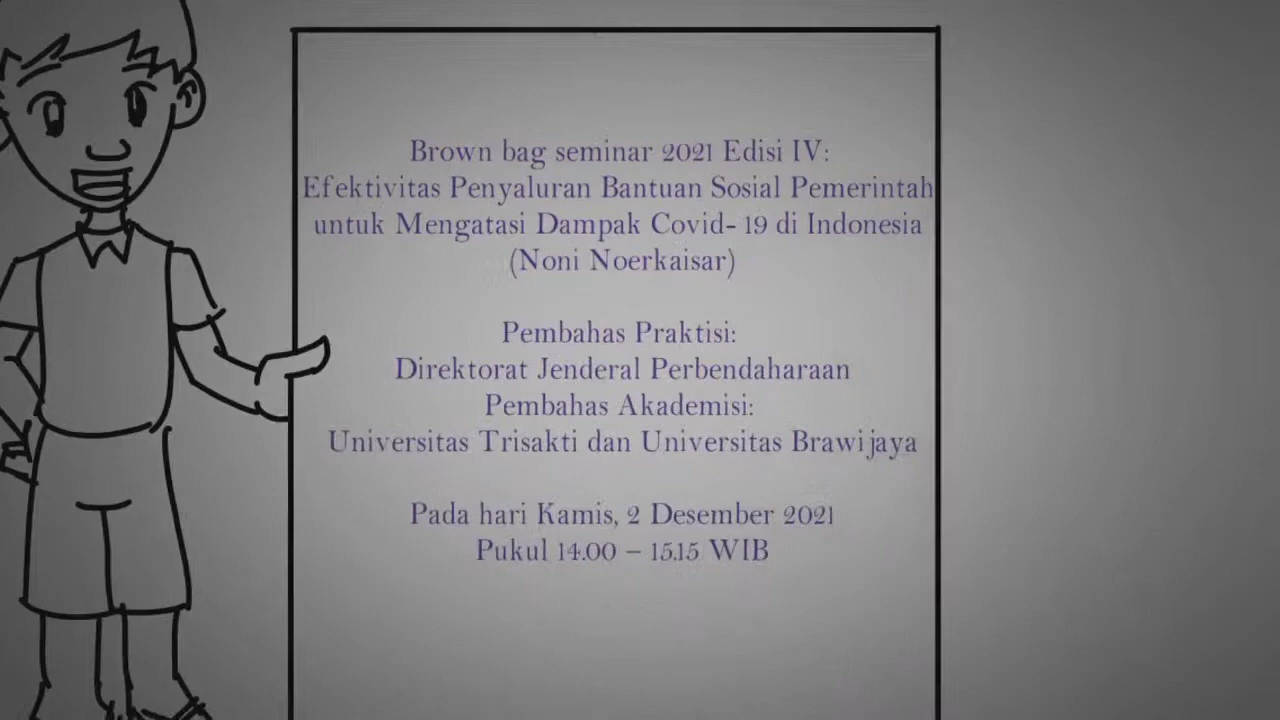 Brown bag seminar 2021 Edisi IV:
Efektivitas Penyaluran Bantuan Sosial Pemerintah
untuk Mengatasi Dampak Covid-19 di Indonesia
(Noni Noerkaisar)
Pembahas Praktisi:
Direktorat Jenderal Perbendaharaan
Pembahas Akademisi:
Universitas Trisakti dan Universitas Brawijaya
Pada hari Kamis, 2 Desember 2021
Pukul 14.00 – 15.15 WIB